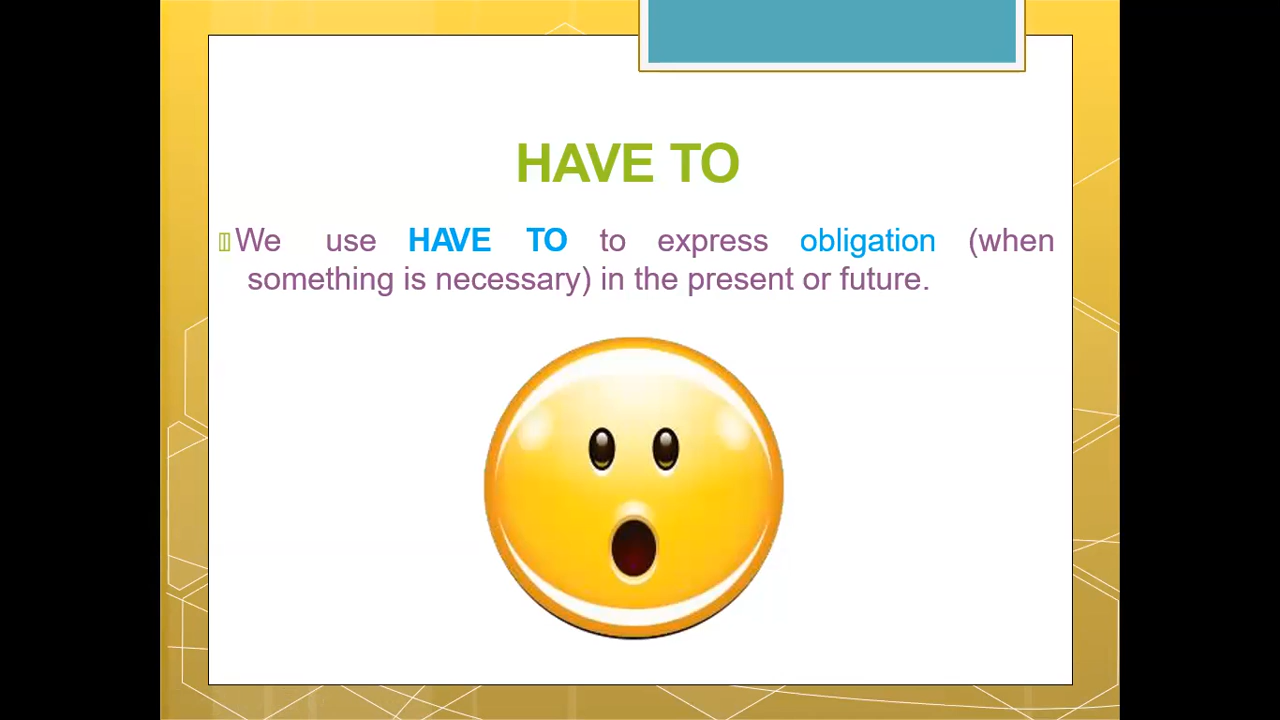 HAVE TO
We use HAVE TO to express obligation (when
something is necessary) in the present or future.